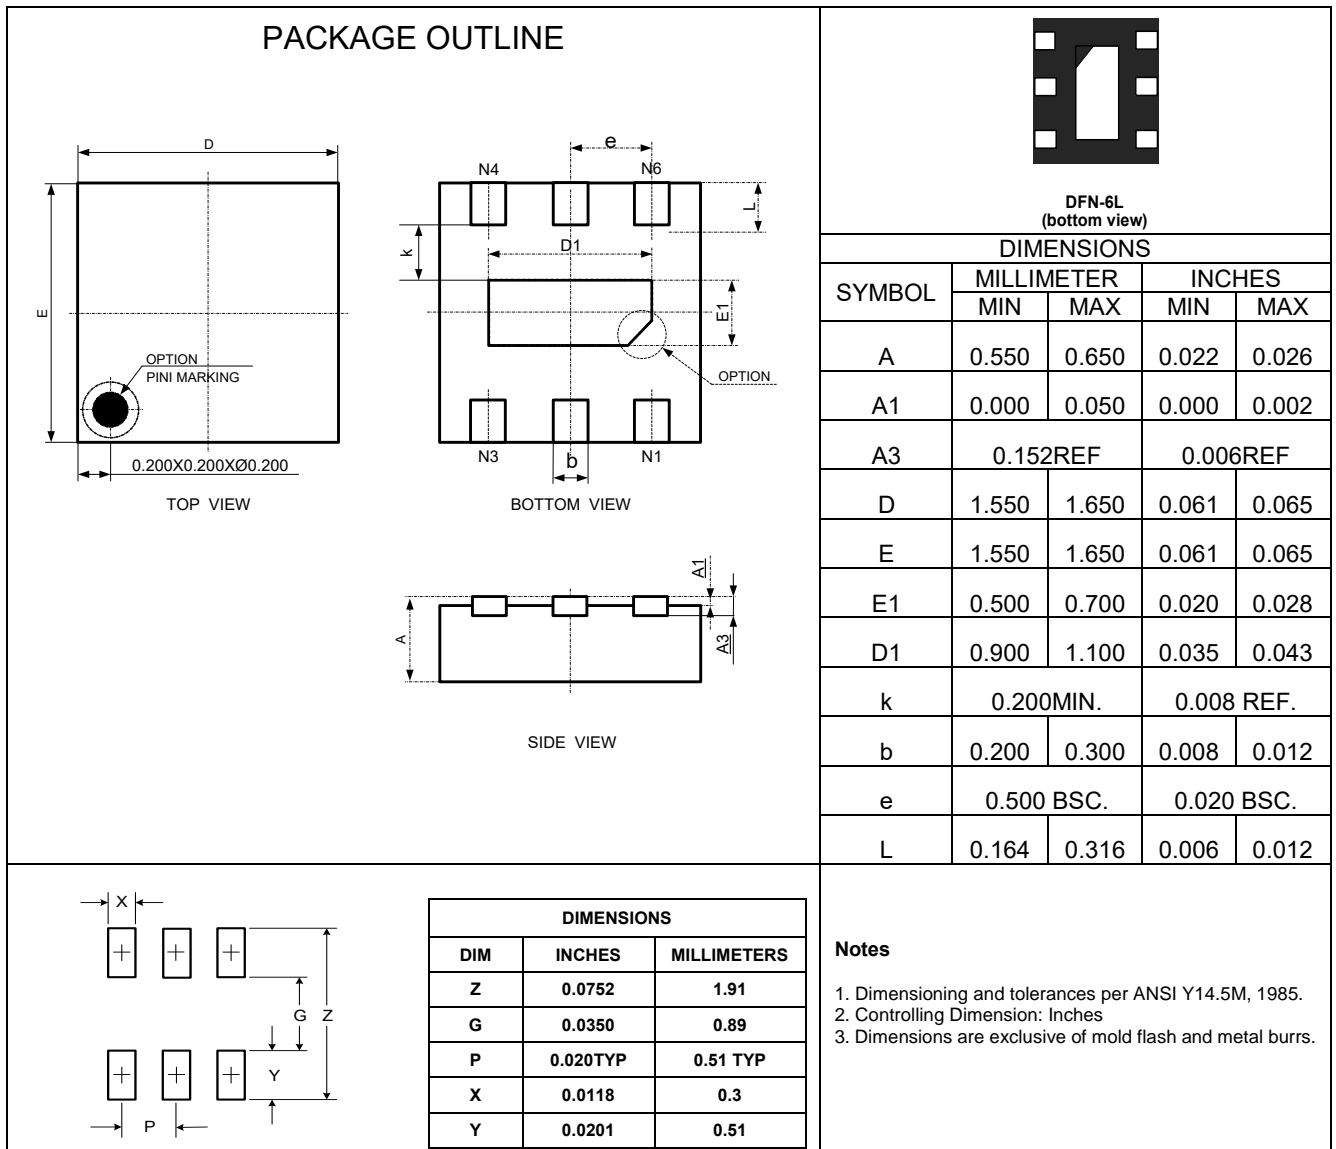 PACKAGE OUTLINE
D
E
OPTION
PINI MARKING
0.200X0.200XØ0.200
TOP VIEW
e
N4
N6
L
k
D1
E1
OPTION
N3
b
N1
BOTTOM VIEW
A1
A
A3
SIDE VIEW
DFN-6L
(bottom view)
DIMENSIONS
SYMBOL MILLIMETER INCHES
MIN MAX MIN MAX
A 0.550 0.650 0.022 0.026
A1 0.000 0.050 0.000 0.002
A3 0.152REF 0.006REF
D 1.550 1.650 0.061 0.065
E 1.550 1.650 0.061 0.065
E1 0.500 0.700 0.020 0.028
D1 0.900 1.100 0.035 0.043
k 0.200MIN. 0.008 REF.
b 0.200 0.300 0.008 0.012
e 0.500 BSC. 0.020 BSC.
L 0.164 0.316 0.006 0.012
X
G Z
Y
P
DIMENSIONS
DIM INCHES MILLIMETERS
Z 0.0752 1.91
G 0.0350 0.89
P 0.020TYP 0.51 TYP
X 0.0118 0.3
Y 0.0201 0.51
Notes
1. Dimensioning and tolerances per ANSI Y14.5M, 1985.
2. Controlling Dimension: Inches
3. Dimensions are exclusive of mold flash and metal burrs.